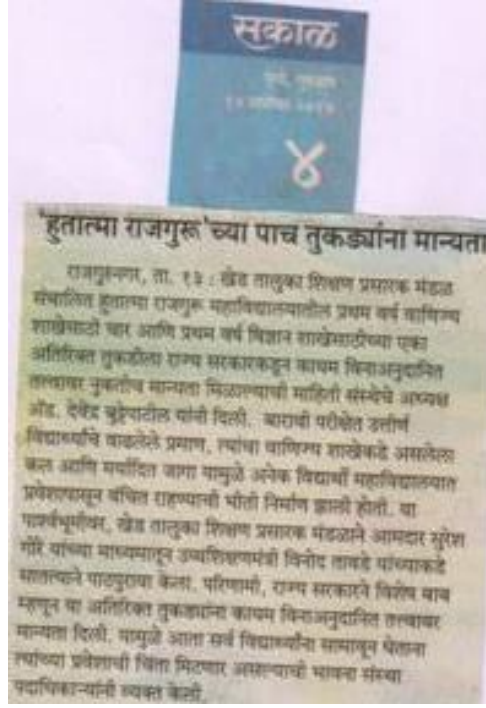 सकाळ
पुणे,
४
'हुतात्मा राजगुरू'च्या पाच तुकड्यांना मान्यता
राजगुरुनगर, ता. १३ : खेड तालुका शिक्षण प्रसारक मंडळ
संचालित हुतात्मा राजगुरू महाविद्यालयातील प्रथम वर्ष वाणिज्य
शाखेसाठी चार आणि प्रथम वर्ष विज्ञान शाखेसाठीच्या एका
अतिरिक्त तुकडीला राज्य सरकारकडून कायम विनाअनुदानित
तत्त्वावर नुकतीच मान्यता मिळाल्याची माहिती संस्थेचे अध्यक्ष
अ‍ॅड. देवेंद्र बुट्टेपाटील यांनी दिली. बारावी परीक्षेत उत्तीर्ण
विद्यार्थ्यांचे वाढलेले प्रमाण, त्यांचा वाणिज्य शाखेकडे असलेला
कल आणि मर्यादित जागा यामुळे अनेक विद्यार्थी महाविद्यालयात
प्रवेशापासून वंचित राहण्याची भीती निर्माण झाली होती. या
पार्श्वभूमीवर, खेड तालुका शिक्षण प्रसारक मंडळाने आमदार सुरेश
गोरे यांच्या माध्यमातून उच्चशिक्षणमंत्री विनोद तावडे यांच्याकडे
सातत्याने पाठपुरावा केला. परिणामी, राज्य सरकारने विशेष बाब
म्हणून या अतिरिक्त तुकड्यांना कायम विनाअनुदानित तत्त्वावर
मान्यता दिली. यामुळे आता सर्व विद्यार्थ्यांना सामावून घेताना
त्यांच्या प्रवेशाची चिंता मिटणार असल्याची भावना संस्था
पदाधिकाऱ्यांनी व्यक्त केली.